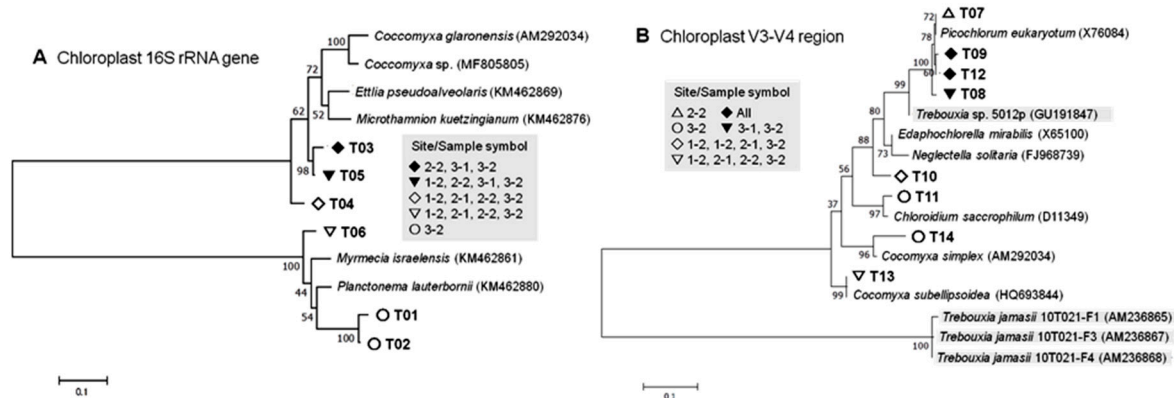 A Chloroplast 16S rRNA gene
100
Coccomyxa glaronensis (AM292034)
Coccomyxa sp. (MF805805)
72
Ettlia pseudoalveolaris (KM462869)
52
Microthamnion kuetzingianum (KM462876)
62
T03
98
T05
T04
T06
100
Myrmecia israelensis (KM462861)
44
Planctonema lauterbornii (KM462880)
54
T01
100
T02
Site/Sample symbol
2-2, 3-1, 3-2
1-2, 2-2, 3-1, 3-2
1-2, 2-1, 2-2, 3-2
1-2, 2-1, 2-2, 3-2
3-2
0.1
B Chloroplast V3-V4 region
Site/Sample symbol
2-2 All
3-2 3-1, 3-2
1-2, 1-2, 2-1, 3-2
1-2, 2-1, 2-2, 3-2
72
T07
Picochlorum eukaryotum (X76084)
78
T09
100
T12
60
T08
99
Trebouxia sp. 5012p (GU191847)
80
Edaphochlorella mirabilis (X65100)
88
73
Neglectella solitaria (FJ968739)
T10
56
T11
97
Chloroidium saccrophilum (D11349)
37
T14
96
Cocomyxa simplex (AM292034)
T13
99
Cocomyxa subellipsoidea (HQ693844)
Trebouxia jamasii 10T021-F1 (AM236865)
Trebouxia jamasii 10T021-F3 (AM236867)
100
Trebouxia jamasii 10T021-F4 (AM236868)
0.1